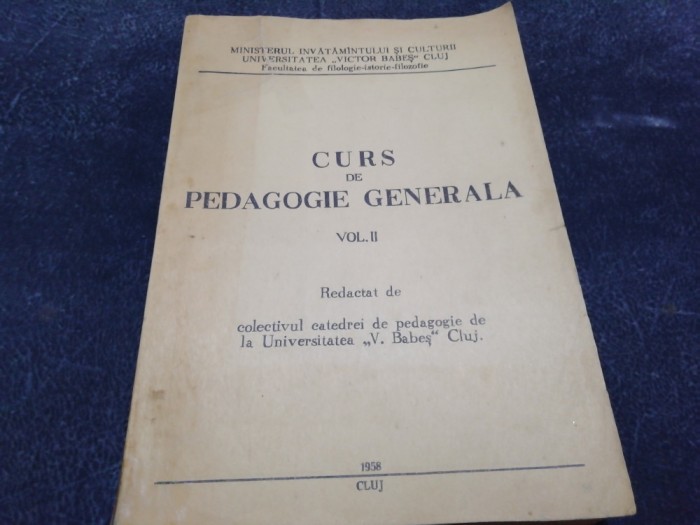 MINISTERUL INVĂTĂMÎNTULUI ŞI CULTURII
UNIVERSITATEA „VICTOR BABEŞ“ CLUJ
Facultatea de filologie-istorie-filozofie
CURS
DE
PEDAGOGIE GENERALA
VOL. II
Redactat de
colectivul catedrei de pedagogie de
la Universitatea „V. Babeş“ Cluj.
1958
CLUJ